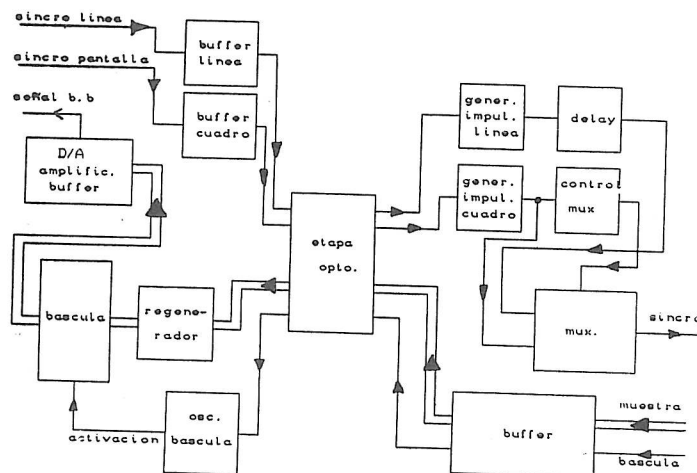 sincro linea
sincro pantalla
señal b.b
buffer
linea
buffer
cuadro
D/A
amplific.
buffer
gener.
impul.
linea
delay
gener.
impul.
cuadro
control
mux
etapa
opto.
bascula
regene-
rador
mux.
sincro
osc.
bascula
activacion
buffer
muestra
bascula